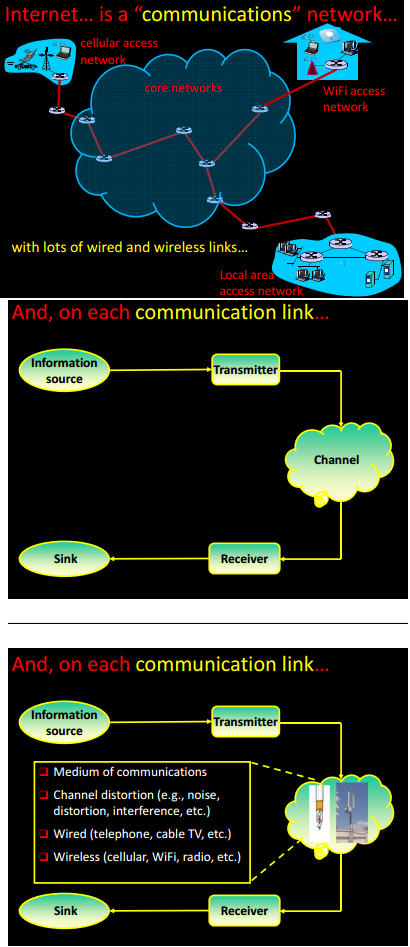 Internet... is a “communications” network...
cellular access
network
core networks
WiFi access
network
with lots of wired and wireless links...
Local area
access network
And, on each communication link...
Information
source
Transmitter
Channel
Sink
Receiver
And, on each communication link...
Information
source
Transmitter
Medium of communications
Channel distortion (e.g., noise,
distortion, interference, etc.)
Wired (telephone, cable TV, etc.)
Wireless (cellular, WiFi, radio, etc.)
Sink
Receiver